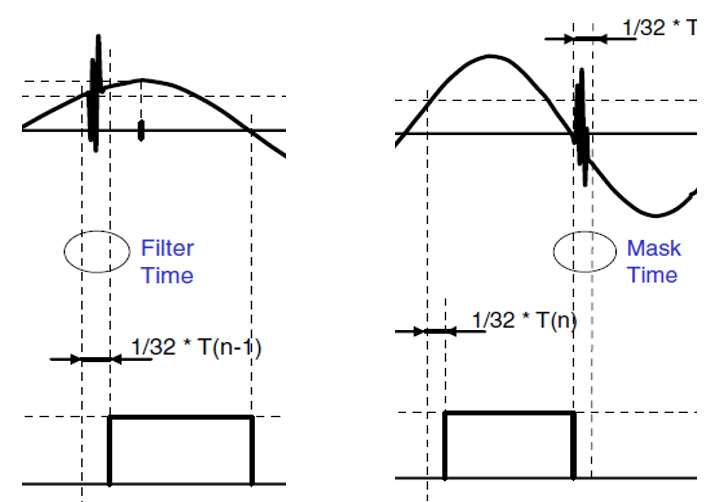 1/32 * T
Filter
Time
Mask
Time
1/32 * T(n-1)
1/32 * T(n)